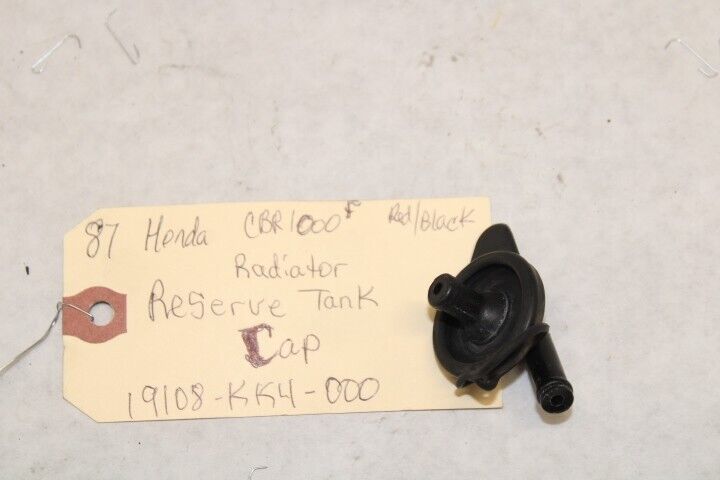 87 Honda CBR1000F Red/Black
Radiator
Reserve Tank
Cap
19108-KK4-000